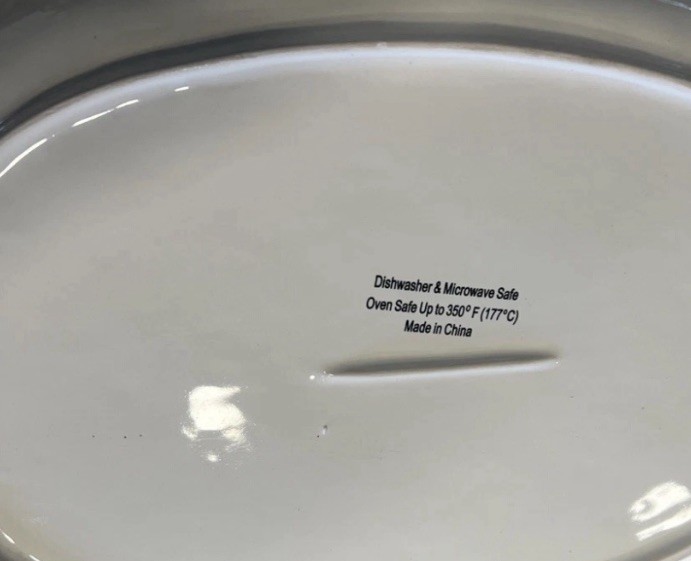 Dishwasher & Microwave Safe
Oven Safe Up to 350° F (177°C)
Made in China